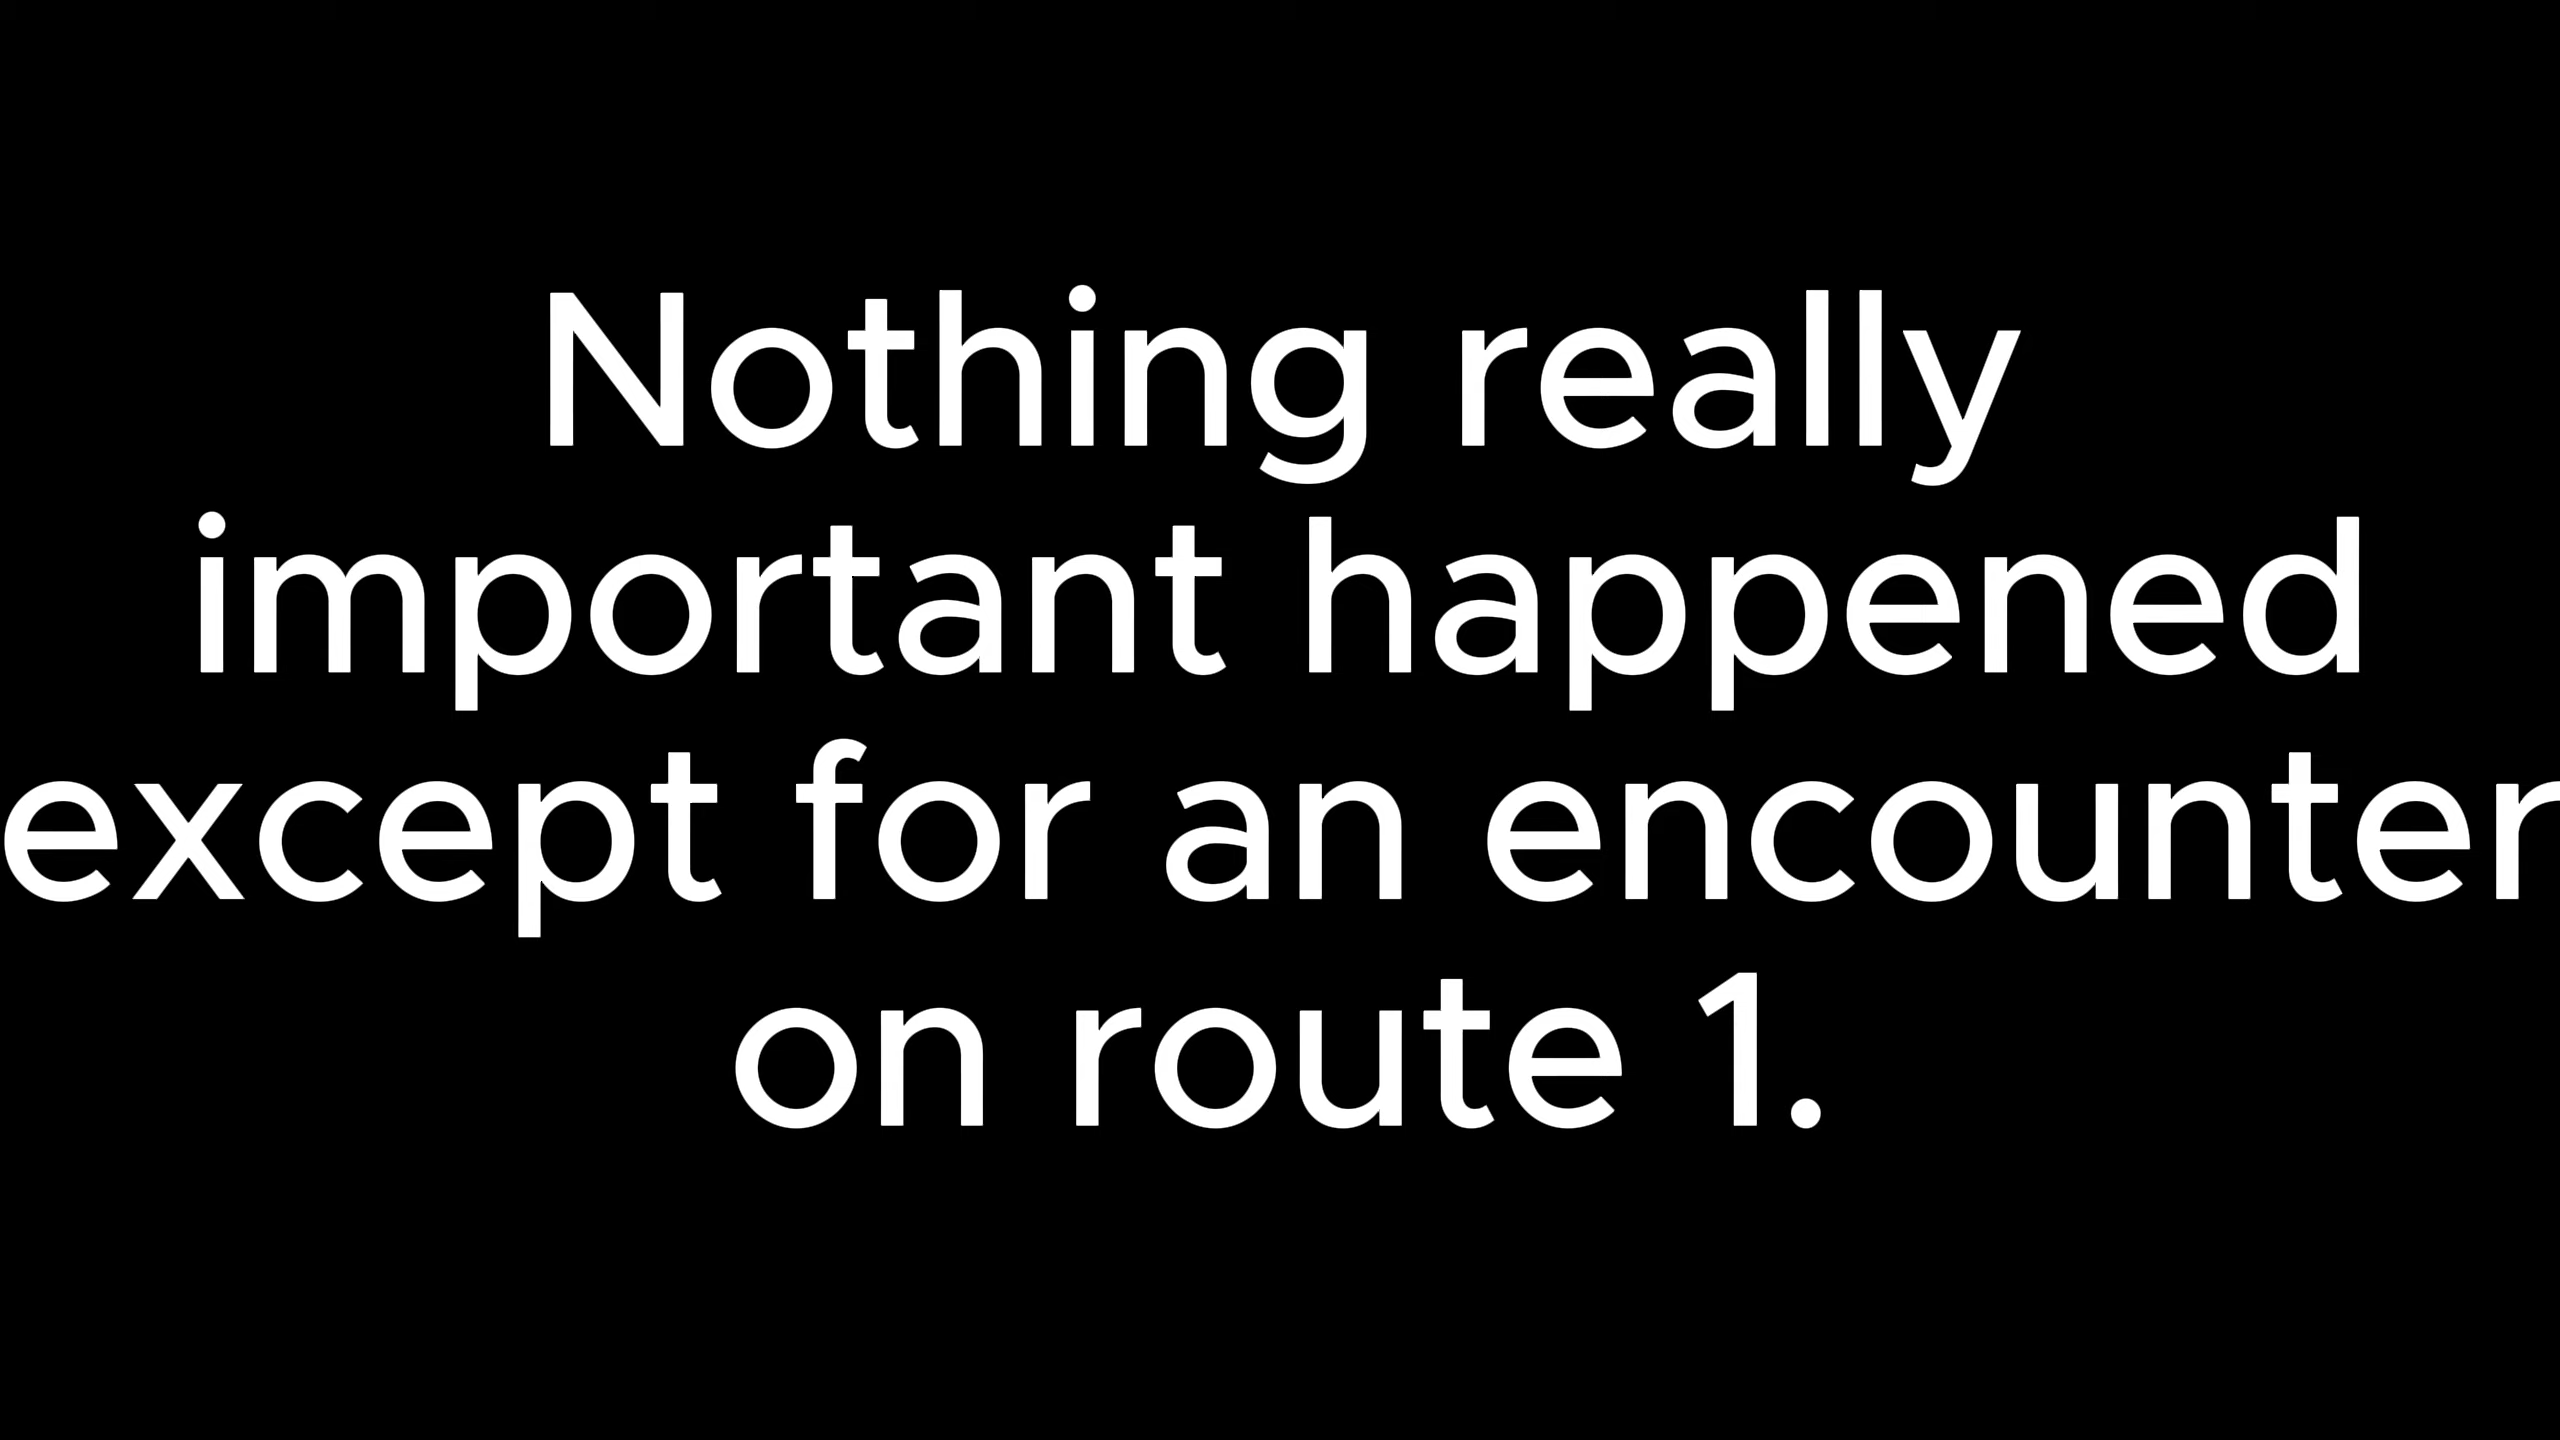 Nothing really
important happened
except for an encounter
on route 1.